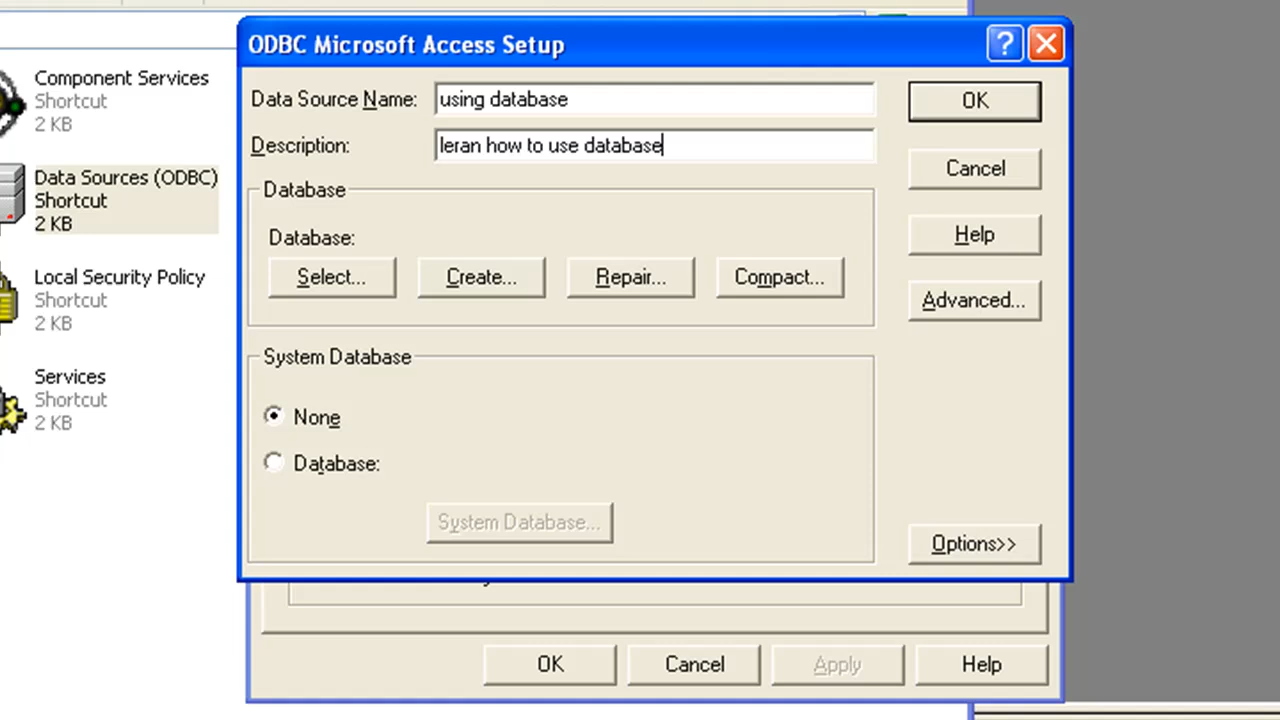 Component Services
Shortcut
2 KB
Data Sources (ODBC)
Shortcut
2 KB
Local Security Policy
Shortcut
2 KB
Services
Shortcut
2 KB
ODBC Microsoft Access Setup
Data Source Name: using database
Description: leran how to use database
OK
Cancel
Help
Advanced...
Options>>
Database
Database:
Select... Create... Repair... Compact...
System Database
None
Database:
System Database...
OK Cancel Apply Help